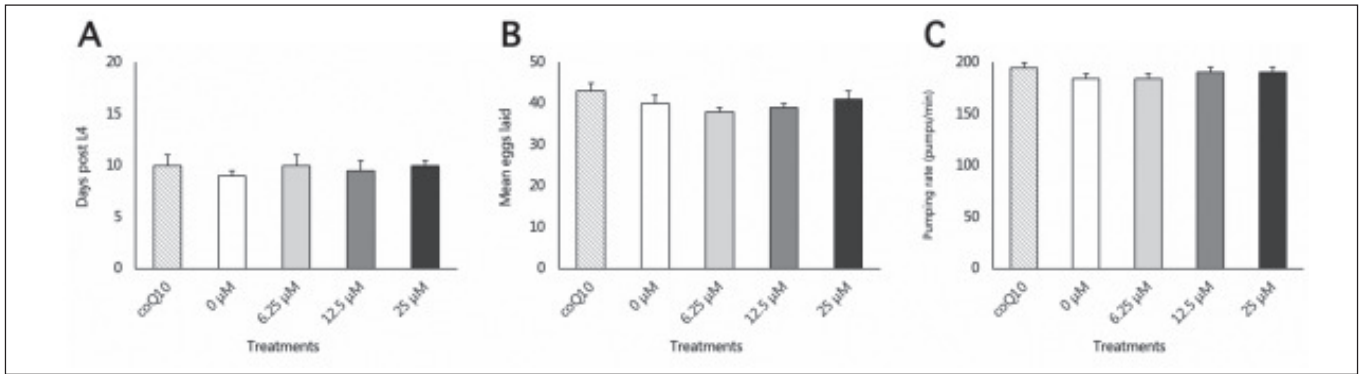 A
20
15
10
5
0
Days post L4
coQ10
0 µM
6.25 µM
12.5 µM
25 µM
Treatments
B
50
40
30
20
10
0
Mean eggs laid
coQ10
0 µM
6.25 µM
12.5 µM
25 µM
Treatments
C
200
150
100
50
0
Pumping rate (pumps/min)
coQ10
0 µM
6.25 µM
12.5 µM
25 µM
Treatments